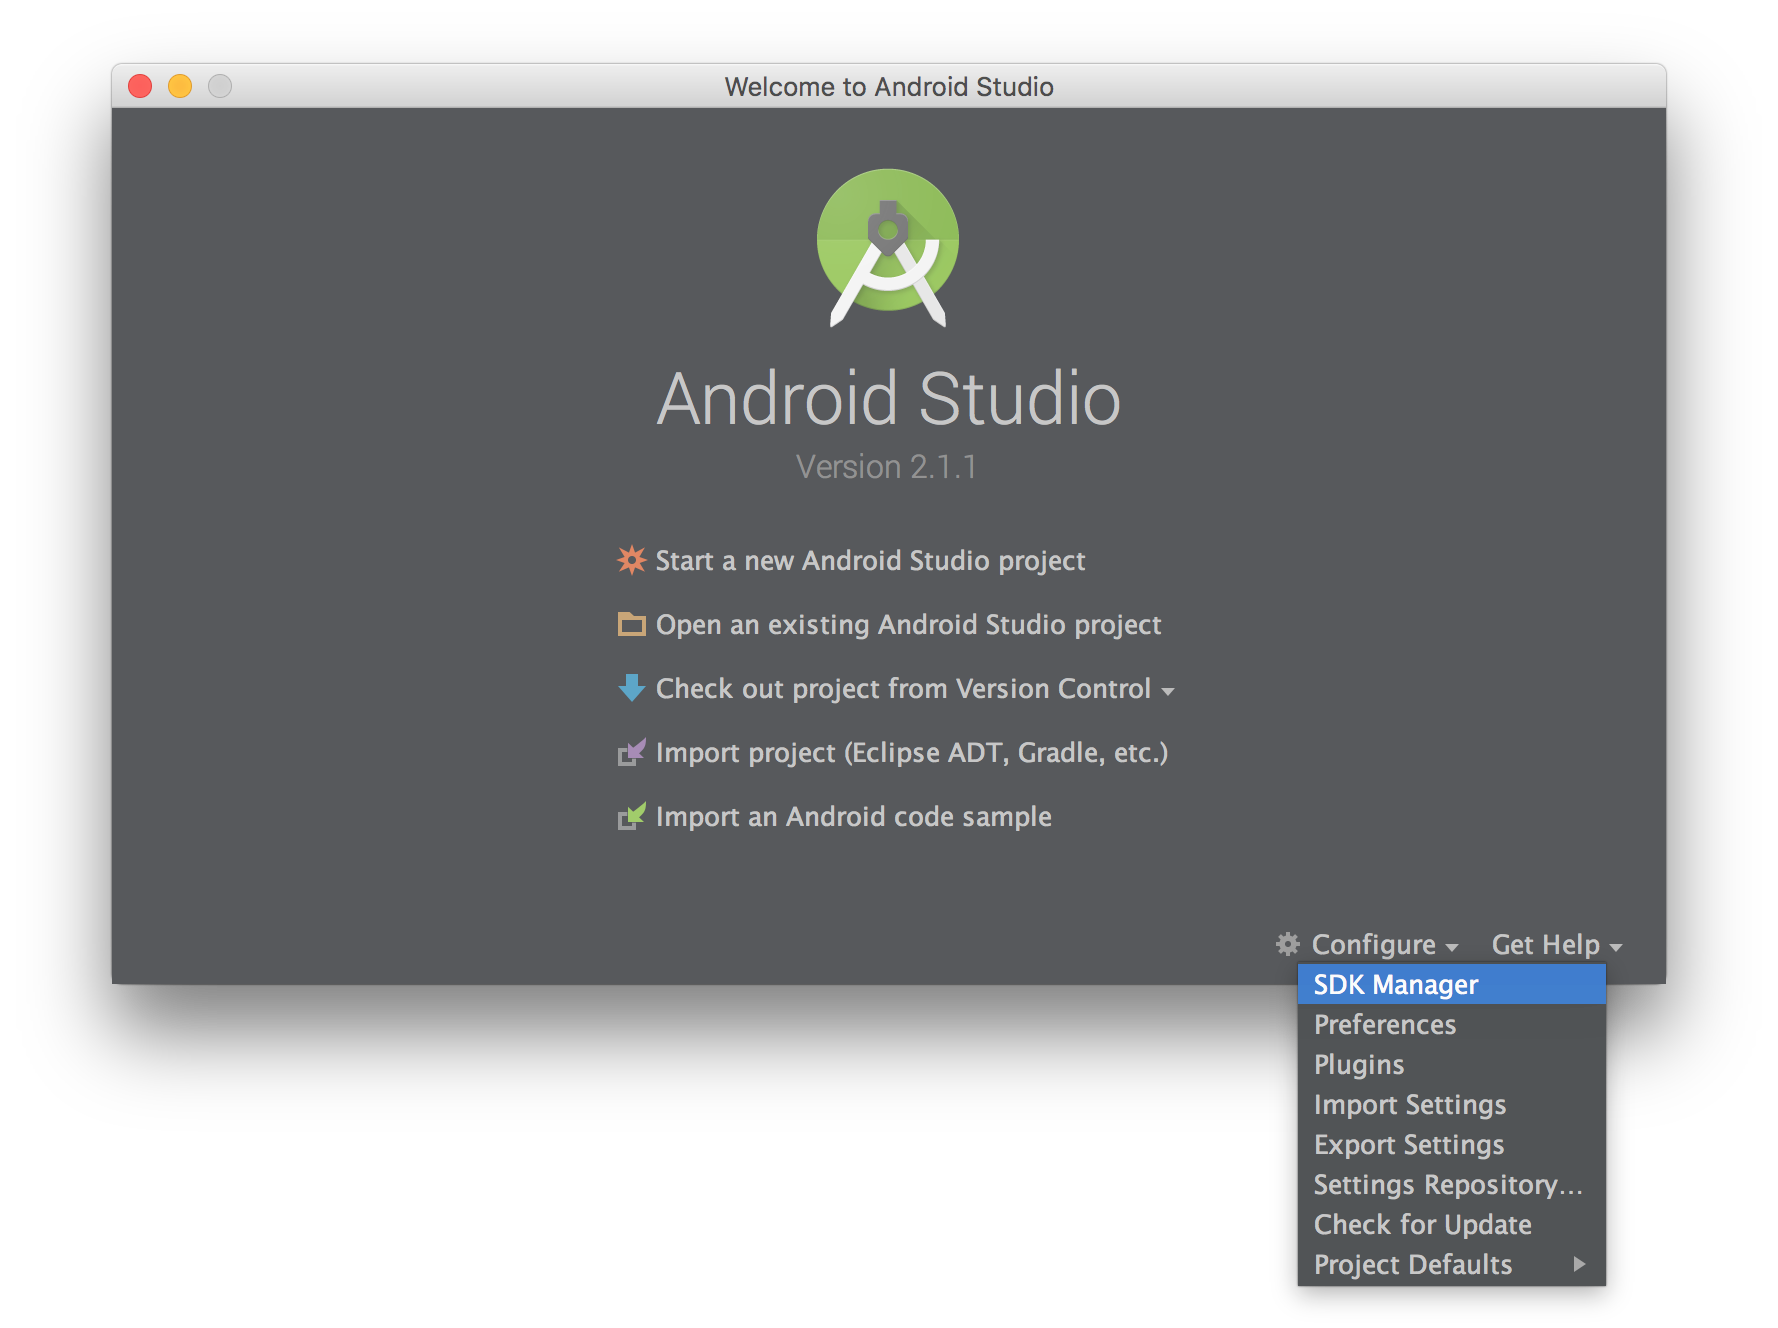 Welcome to Android Studio
Android Studio
Version 2.1.1
Start a new Android Studio project
Open an existing Android Studio project
Check out project from Version Control
Import project (Eclipse ADT, Gradle, etc.)
Import an Android code sample
Configure Get Help
SDK Manager
Preferences
Plugins
Import Settings
Export Settings
Settings Repository...
Check for Update
Project Defaults